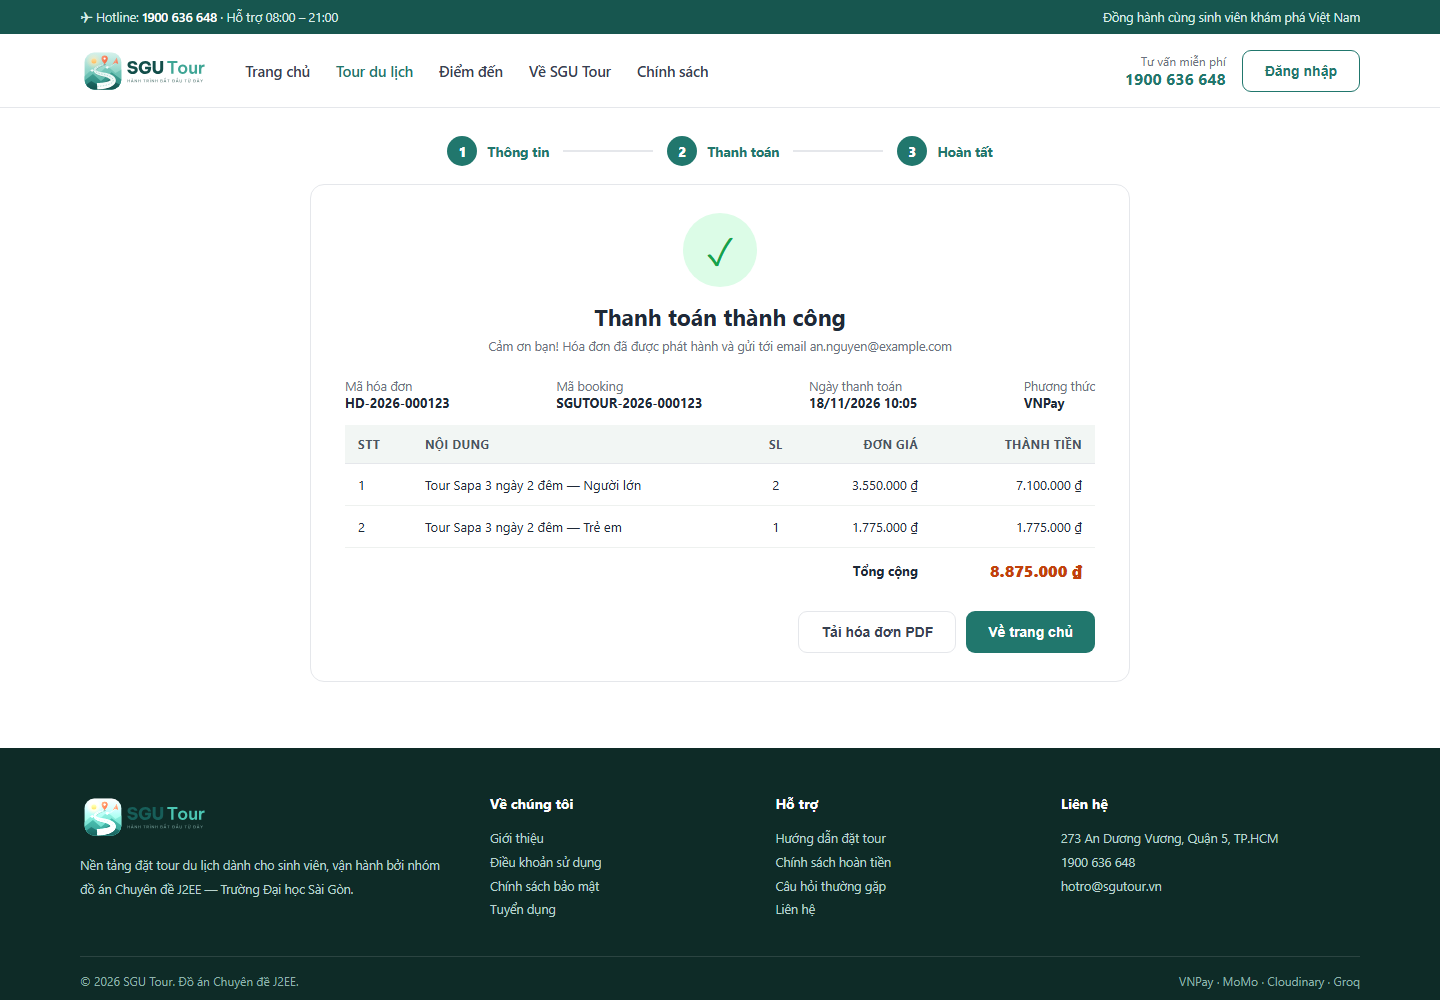 ✈ Hotline: 1900 636 648 · Hỗ trợ 08:00 – 21:00
Đồng hành cùng sinh viên khám phá Việt Nam
SGU Tour
HÀNH TRÌNH BẮT ĐẦU TỪ ĐÂY
Trang chủ
Tour du lịch
Điểm đến
Về SGU Tour
Chính sách
Tư vấn miễn phí
1900 636 648
Đăng nhập
1 Thông tin
2 Thanh toán
3 Hoàn tất
✓
Thanh toán thành công
Cảm ơn bạn! Hóa đơn đã được phát hành và gửi tới email an.nguyen@example.com
Mã hóa đơn
HD-2026-000123
Mã booking
SGUTOUR-2026-000123
Ngày thanh toán
18/11/2026 10:05
Phương thức
VNPay
STT NỘI DUNG SL ĐƠN GIÁ THÀNH TIỀN
1 Tour Sapa 3 ngày 2 đêm — Người lớn 2 3.550.000 ₫ 7.100.000 ₫
2 Tour Sapa 3 ngày 2 đêm — Trẻ em 1 1.775.000 ₫ 1.775.000 ₫
Tổng cộng 8.875.000 ₫
Tải hóa đơn PDF
Về trang chủ
SGU Tour
HÀNH TRÌNH BẮT ĐẦU TỪ ĐÂY
Nền tảng đặt tour du lịch dành cho sinh viên, vận hành bởi nhóm
đồ án Chuyên đề J2EE — Trường Đại học Sài Gòn.
Về chúng tôi
Giới thiệu
Điều khoản sử dụng
Chính sách bảo mật
Tuyển dụng
Hỗ trợ
Hướng dẫn đặt tour
Chính sách hoàn tiền
Câu hỏi thường gặp
Liên hệ
Liên hệ
273 An Dương Vương, Quận 5, TP.HCM
1900 636 648
hotro@sgutour.vn
© 2026 SGU Tour. Đồ án Chuyên đề J2EE.
VNPay · MoMo · Cloudinary · Groq